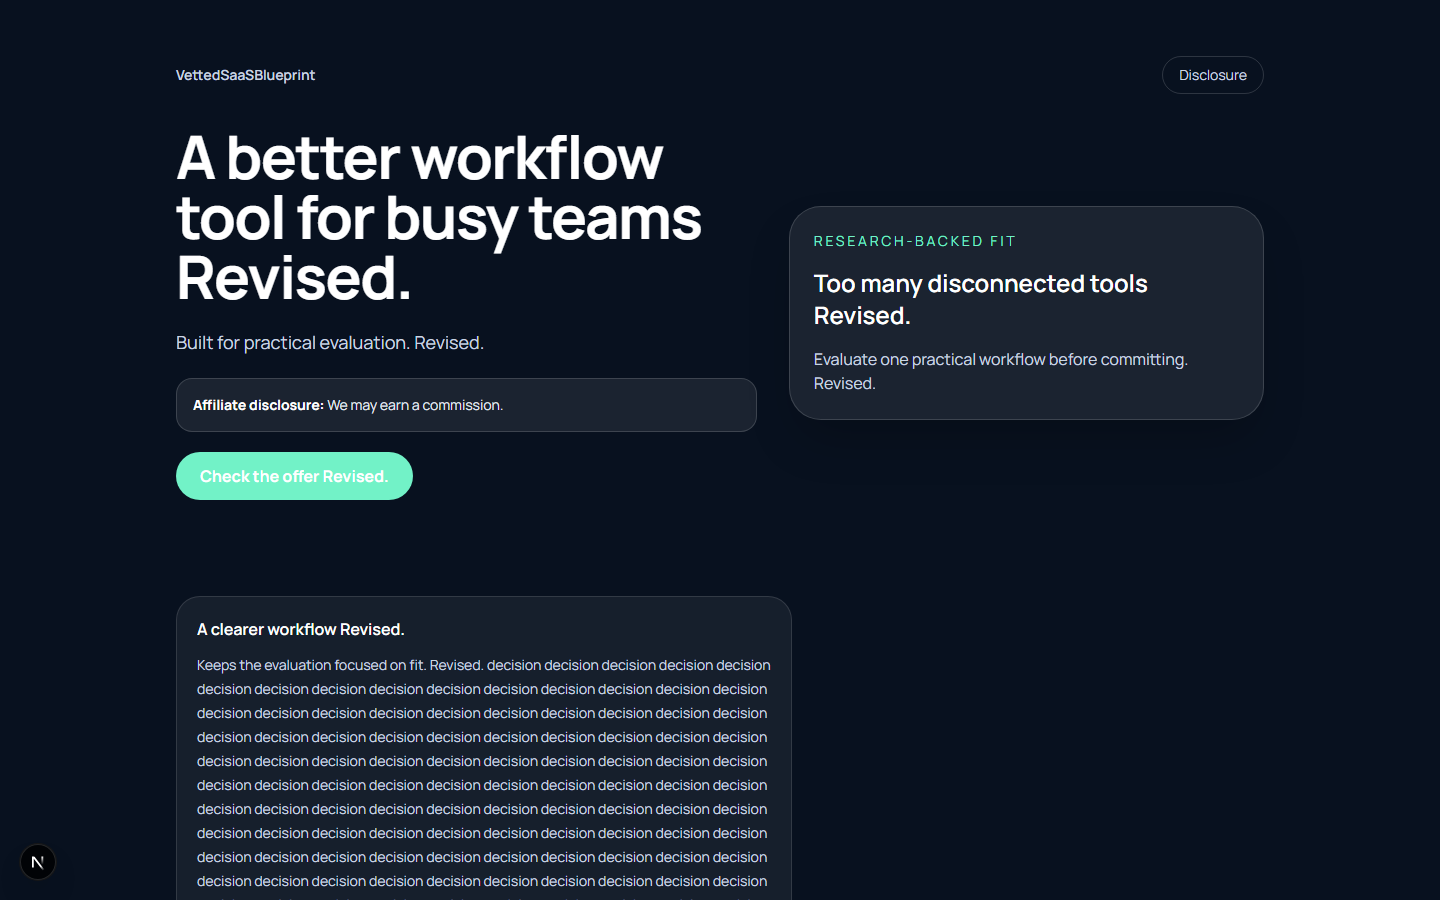 VettedSaaSBlueprint
Disclosure
A better workflow
tool for busy teams
Revised.
Built for practical evaluation. Revised.
Affiliate disclosure: We may earn a commission.
Check the offer Revised.
RESEARCH-BACKED FIT
Too many disconnected tools
Revised.
Evaluate one practical workflow before committing.
Revised.
A clearer workflow Revised.
Keeps the evaluation focused on fit. Revised. decision decision decision decision decision
decision decision decision decision decision decision decision decision decision decision
decision decision decision decision decision decision decision decision decision decision
decision decision decision decision decision decision decision decision decision decision
decision decision decision decision decision decision decision decision decision decision
decision decision decision decision decision decision decision decision decision decision
decision decision decision decision decision decision decision decision decision decision
decision decision decision decision decision decision decision decision decision decision
decision decision decision decision decision decision decision decision decision decision
decision decision decision decision decision decision decision decision decision decision
N